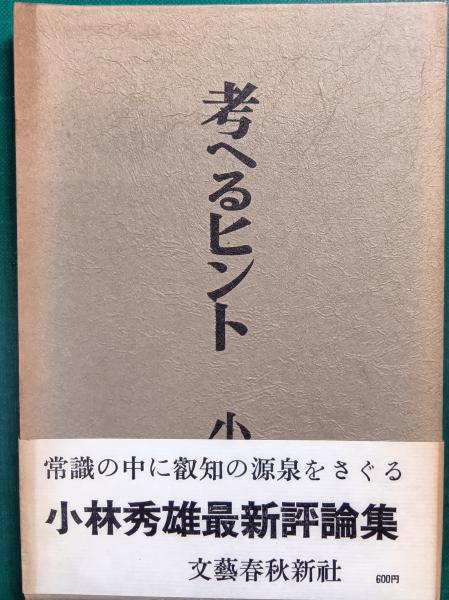 考へるヒント 小
常識の中に叡知の源泉をさぐる
小林秀雄最新評論集
文藝春秋新社
600円